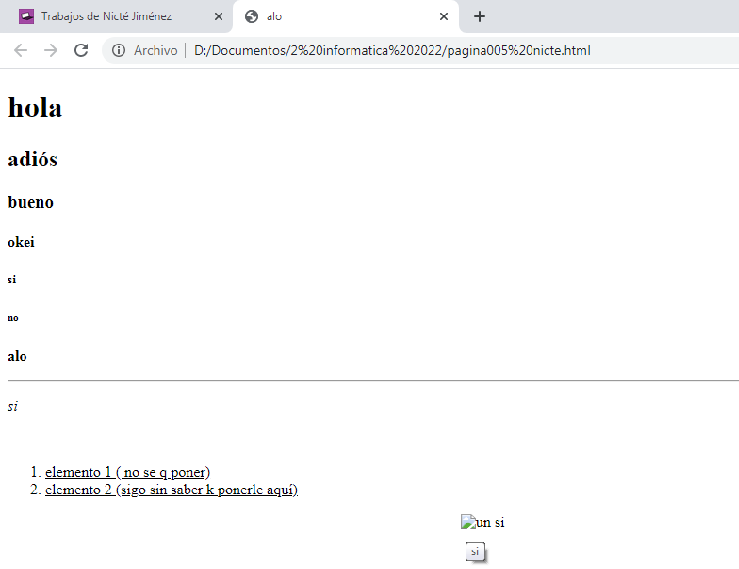 Trabajos de Nicté Jiménez
alo
Archivo | D:/Documentos/2%20informatica%202022/pagina005%20nicte.html
hola
adiós
bueno
okei
si
no
alo
si
1. elemento 1 ( no se q poner)
2. elemento 2 (sigo sin saber k ponerle aquí)
un si
si